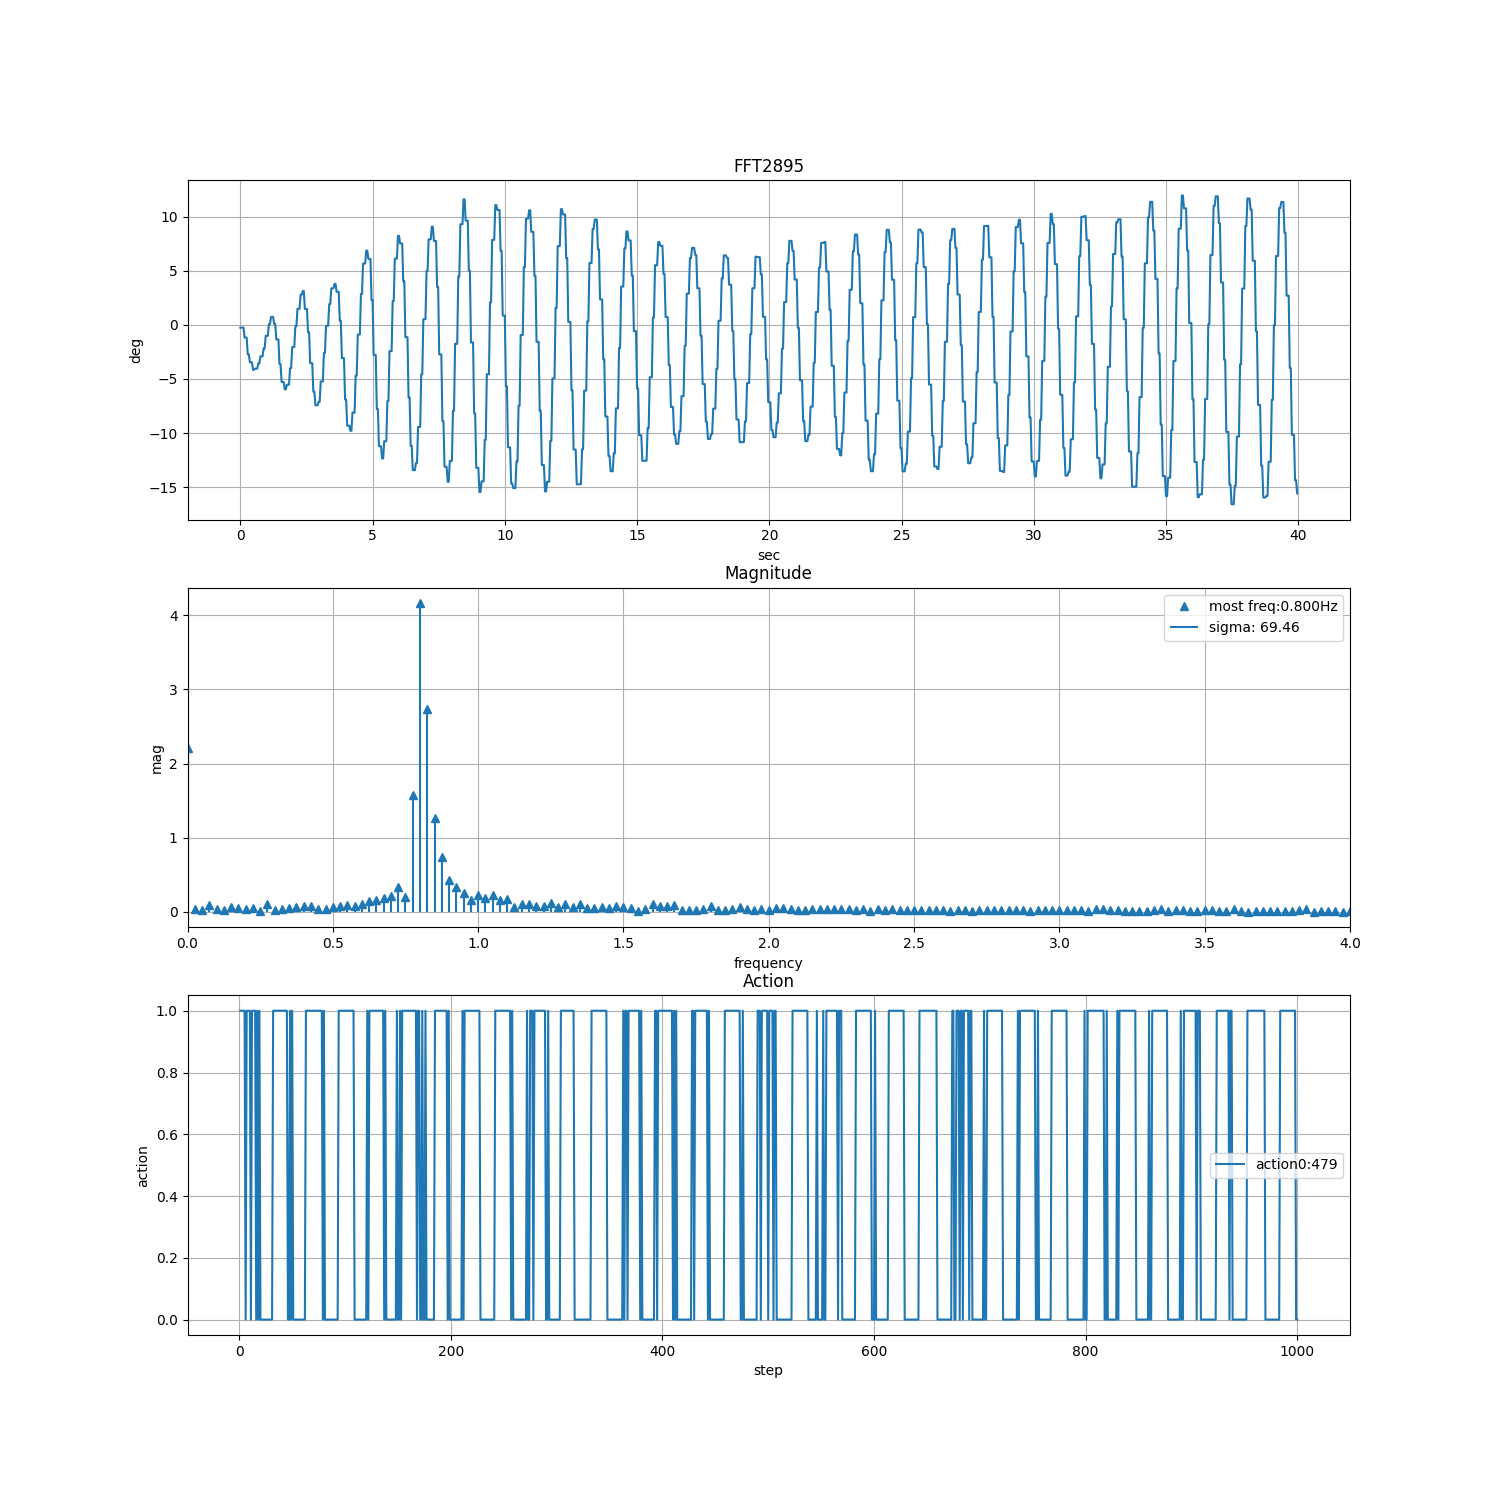 FFT2895
10
5
0
−5
−10
−15
deg
0 5 10 15 20 25 30 35 40
sec
Magnitude
most freq:0.800Hz
sigma: 69.46
4
3
2
1
0
mag
0.0 0.5 1.0 1.5 2.0 2.5 3.0 3.5 4.0
frequency
Action
1.0
0.8
0.6
0.4
0.2
0.0
action
action0:479
0 200 400 600 800 1000
step